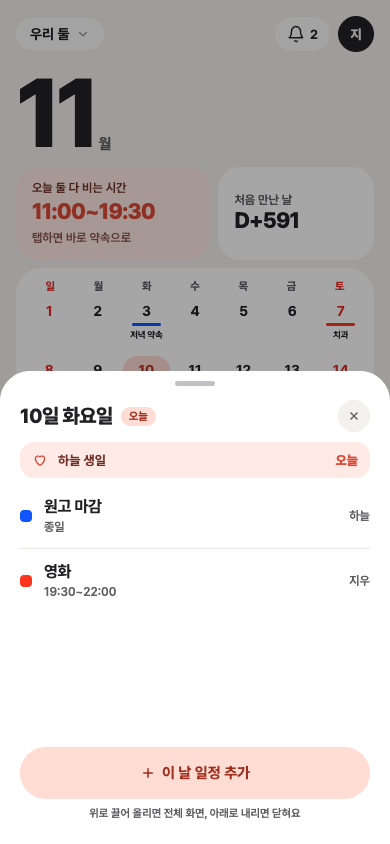 우리 둘
2
지
11
월
오늘 둘 다 비는 시간
11:00~19:30
탭하면 바로 약속으로
처음 만난 날
D+591
일 월 화 수 목 금 토
1 2 3 4 5 6 7
저녁 약속 치과
8 9 10 11 12 13 14
10일 화요일 오늘
하늘 생일 오늘
원고 마감
종일
하늘
영화
19:30~22:00
지우
+ 이 날 일정 추가
위로 끌어 올리면 전체 화면, 아래로 내리면 닫혀요